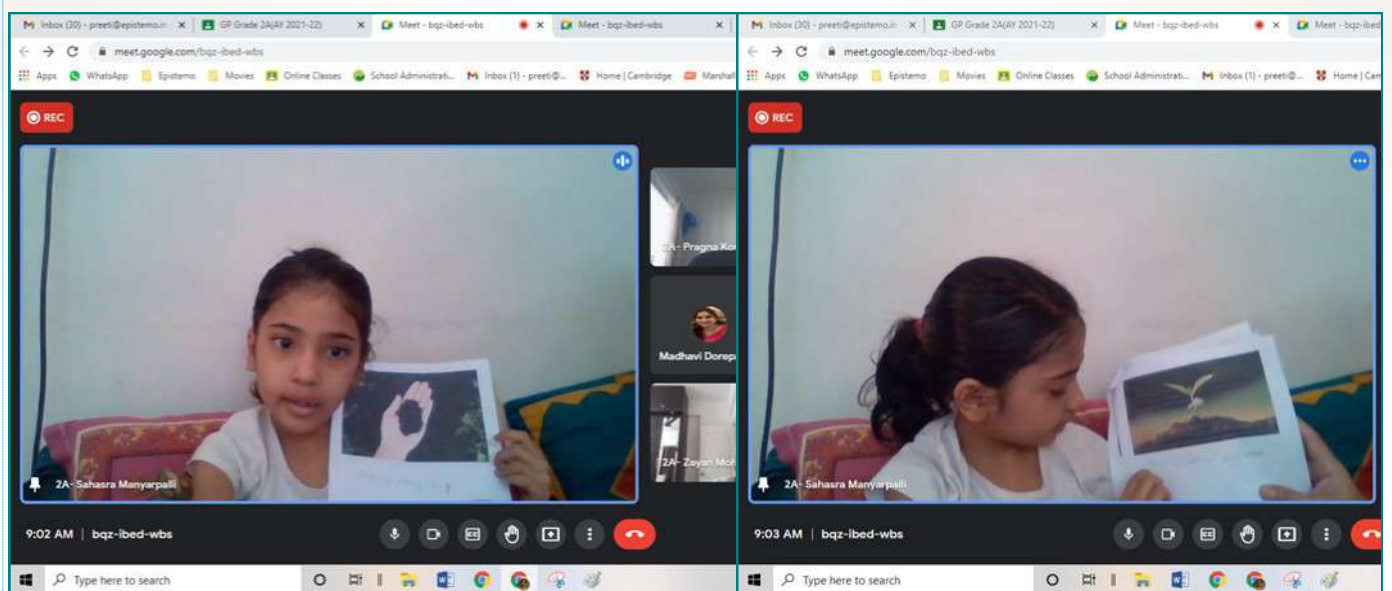 Inbox (30) - preeti@epistemo.in
GP Grade 2A(AY 2021-22)
Meet - bqz-ibed-wbs
Meet - bqz-ibed-wbs
meet.google.com/bqz-ibed-wbs
Apps WhatsApp Epistemo Movies Online Classes School Administrati... Inbox (1) - preeti@... Home | Cambridge Marshall
REC
2A- Pragna Ko
Madhavi Dorep
2A- Zayan Moh
2A- Sahasra Manyarpalli
9:02 AM | bqz-ibed-wbs
Type here to search
Inbox (30) - preeti@epistemo.in
GP Grade 2A(AY 2021-22)
Meet - bqz-ibed-wbs
Meet - bqz-ibed
meet.google.com/bqz-ibed-wbs
Apps WhatsApp Epistemo Movies Online Classes School Administrati... Inbox (1) - preeti@... Home | Cam
REC
2A- Sahasra Manyarpalli
9:03 AM | bqz-ibed-wbs
Type here to search